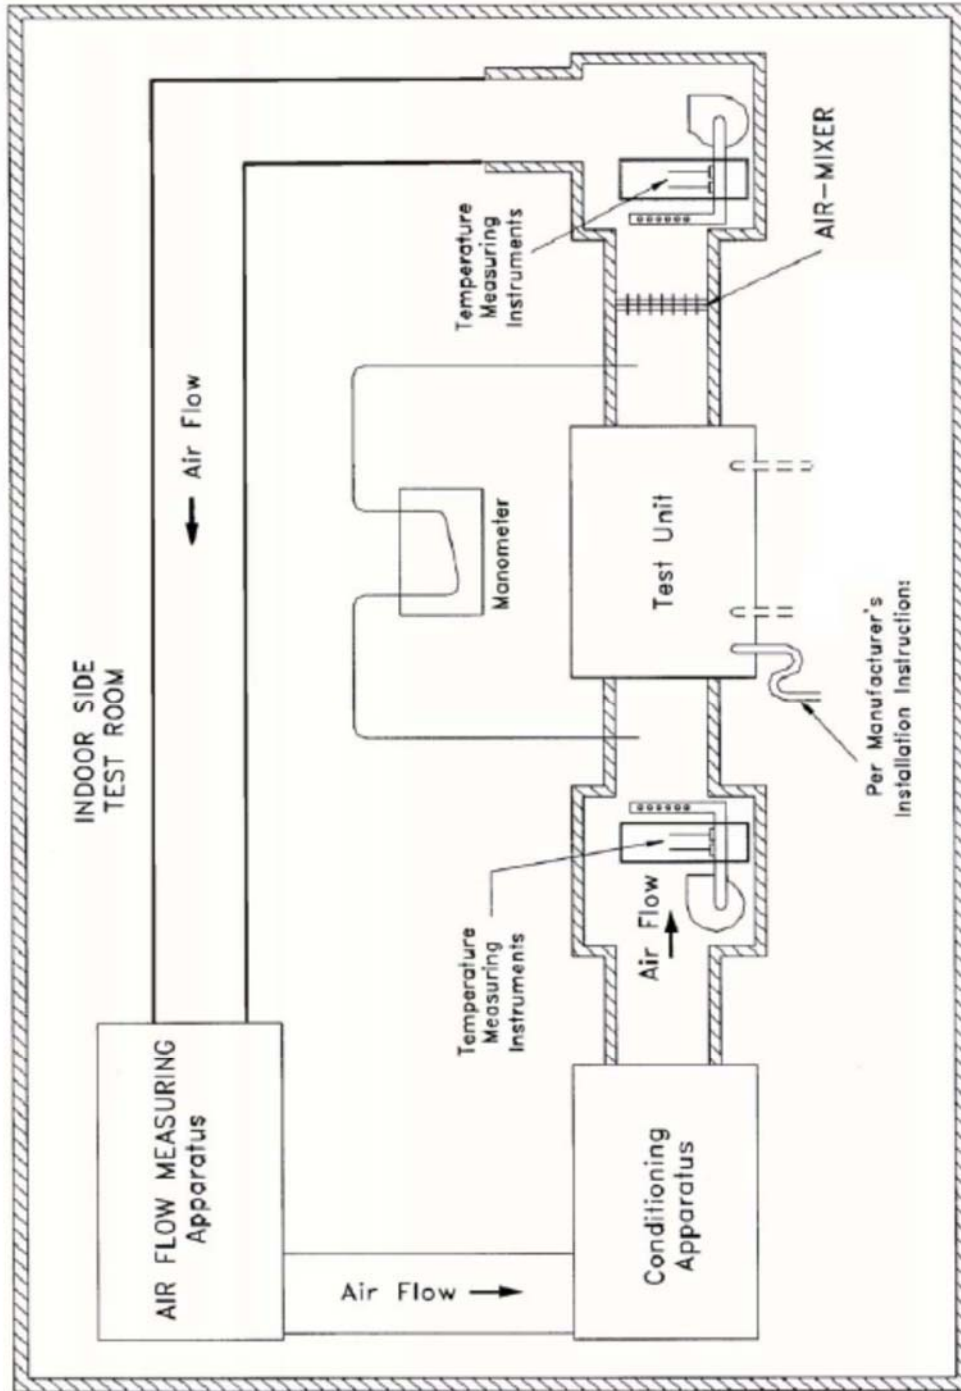 INDOOR SIDE
TEST ROOM
AIR FLOW MEASURING
Apparatus
Air Flow
Air Flow
Manometer
Temperature
Measuring
Instruments
Temperature
Measuring
Instruments
Conditioning
Apparatus
Air Flow
Test Unit
AIR-MIXER
Per Manufacturer's
Installation Instruction: